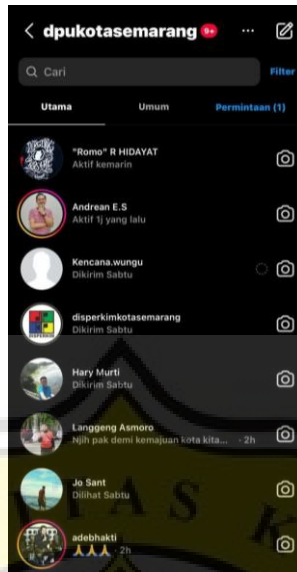 dpukotasemarang 9+ ...
Cari Filter
Utama Umum Permintaan (1)
"Romo" R HIDAYAT
Aktif kemarin
Andrean E.S
Aktif 1j yang lalu
Kencana.wungu
Dikirim Sabtu
disperkimkotasemarang
Dikirim Sabtu
Hary Murti
Dikirim Sabtu
Langgeng Asmoro
Njih pak demi kemajuan kota kita... · 2h
Jo Sant
Dilihat Sabtu
adebhakti
🙏🙏🙏 · 2h